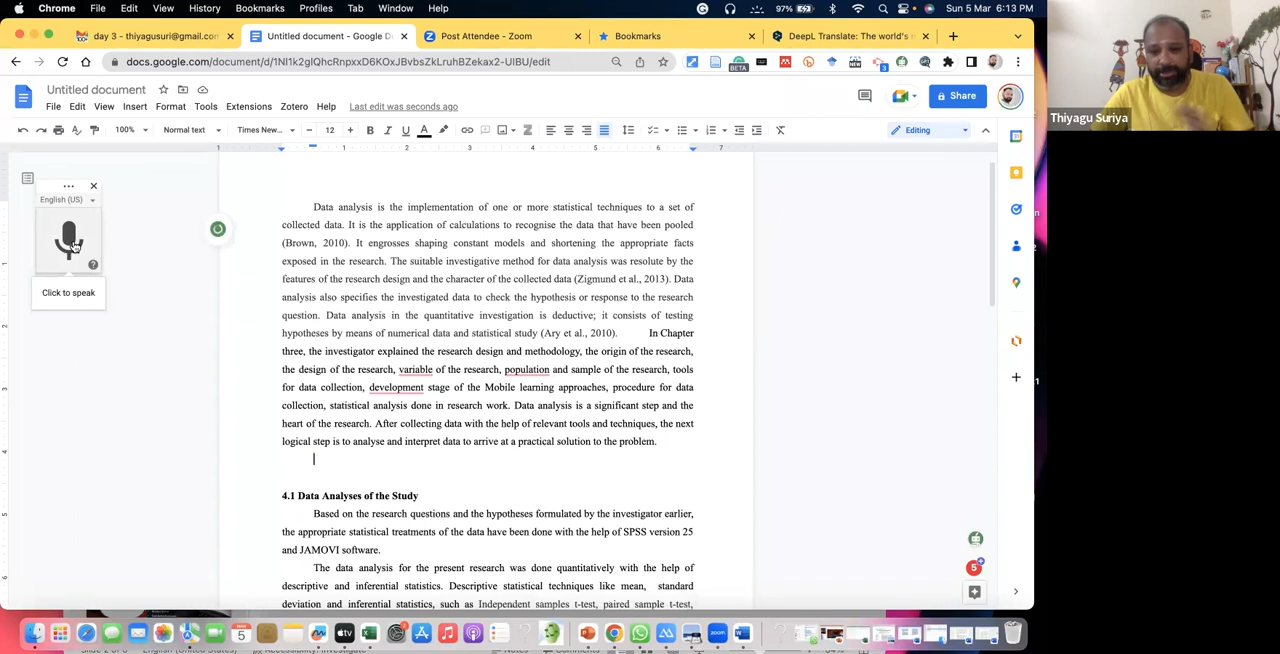 Chrome File Edit View History Bookmarks Profiles Tab Window Help 97% Sun 5 Mar 6:13 PM
day 3 - thiyagusuri@gmail.com Untitled document - Google D Post Attendee - Zoom Bookmarks DeepL Translate: The world's
docs.google.com/document/d/1NI1k2glQhcRnpxxD6KOxJBvbsZkLruhBZekax2-UIBU/edit
BETA NEW 3
Untitled document
File Edit View Insert Format Tools Extensions Zotero Help Last edit was seconds ago
Share
Thiyagu Suriya
100% Normal text Times New... 12 B I U A Z Editing
1 1 2 3 4 5 6 7
English (US)
Click to speak
Data analysis is the implementation of one or more statistical techniques to a set of
collected data. It is the application of calculations to recognise the data that have been pooled
(Brown, 2010). It engrosses shaping constant models and shortening the appropriate facts
exposed in the research. The suitable investigative method for data analysis was resolute by the
features of the research design and the character of the collected data (Zigmund et al., 2013). Data
analysis also specifies the investigated data to check the hypothesis or response to the research
question. Data analysis in the quantitative investigation is deductive; it consists of testing
hypotheses by means of numerical data and statistical study (Ary et al., 2010). In Chapter
three, the investigator explained the research design and methodology, the origin of the research,
the design of the research, variable of the research, population and sample of the research, tools
for data collection, development stage of the Mobile learning approaches, procedure for data
collection, statistical analysis done in research work. Data analysis is a significant step and the
heart of the research. After collecting data with the help of relevant tools and techniques, the next
logical step is to analyse and interpret data to arrive at a practical solution to the problem.
4.1 Data Analyses of the Study
Based on the research questions and the hypotheses formulated by the investigator earlier,
the appropriate statistical treatments of the data have been done with the help of SPSS version 25
and JAMOVI software.
The data analysis for the present research was done quantitatively with the help of
descriptive and inferential statistics. Descriptive statistical techniques like mean, standard
deviation and inferential statistics, such as Independent samples t-test, paired sample t-test,
5